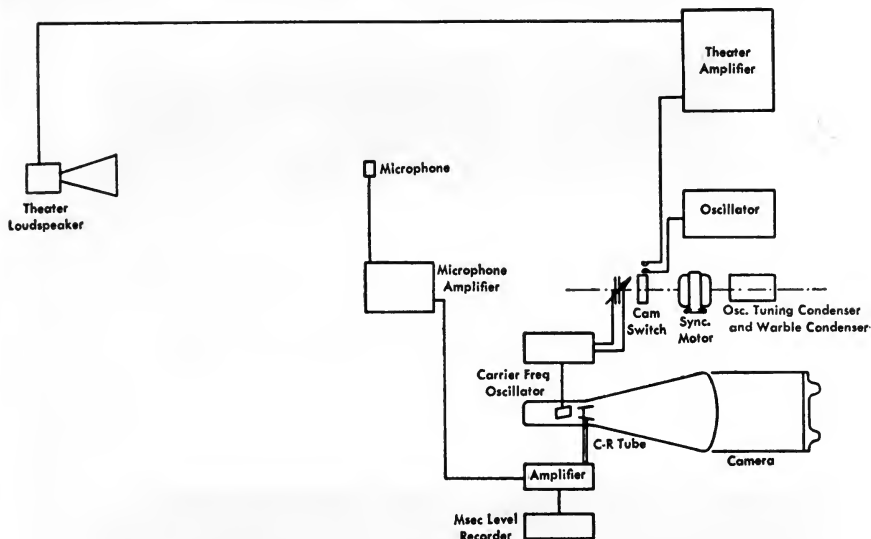 Theater
Amplifier
Microphone
Theater
Loudspeaker
Oscillator
Microphone
Amplifier
Cam
Switch
Sync.
Motor
Osc. Tuning Condenser
and Warble Condenser
Carrier Freq
Oscillator
C-R Tube
Camera
Amplifier
Msec Level
Recorder